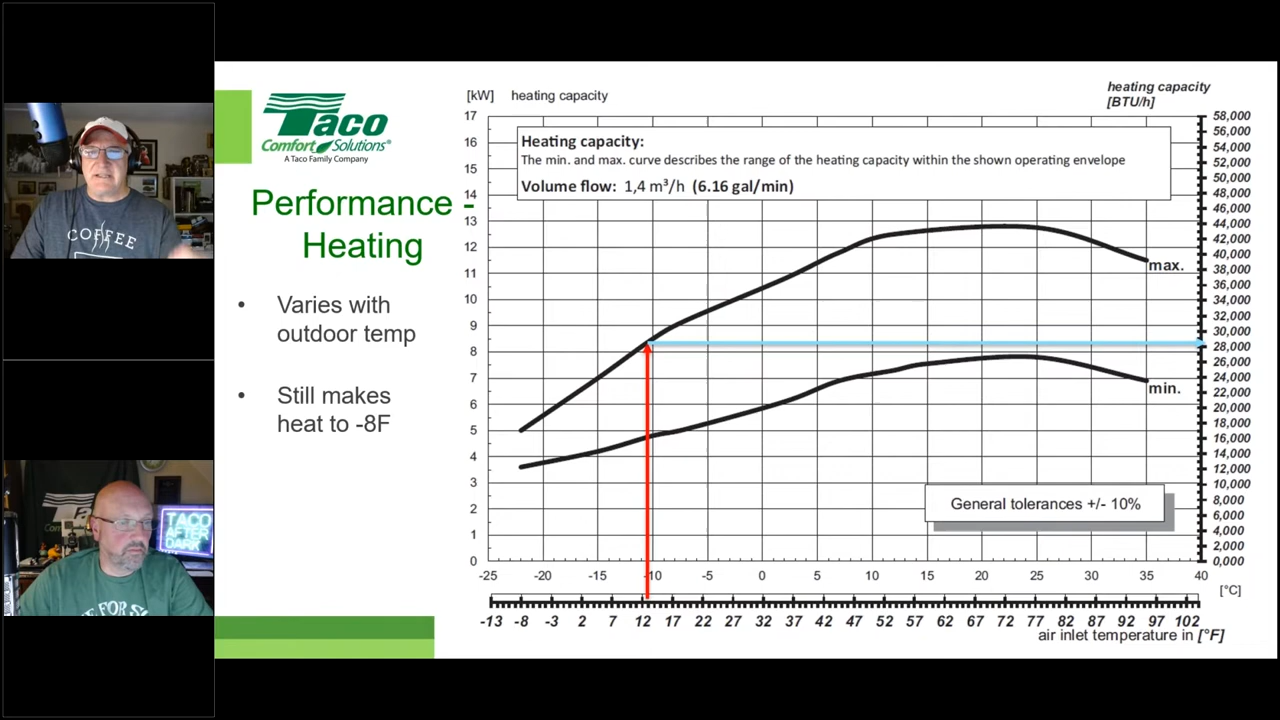 Taco
Comfort Solutions®
A Taco Family Company
Performance -
Heating
• Varies with
outdoor temp
• Still makes
heat to -8F
[kW] heating capacity
heating capacity
[BTU/h]
Heating capacity:
The min. and max. curve describes the range of the heating capacity within the shown operating envelope
Volume flow: 1,4 m³/h (6.16 gal/min)
17
16
15
14
13
12
11
10
9
8
7
6
5
4
3
2
1
0
58,000
56,000
54,000
52,000
50,000
48,000
46,000
44,000
42,000
40,000
38,000
36,000
34,000
32,000
30,000
28,000
26,000
24,000
22,000
20,000
18,000
16,000
14,000
12,000
10,000
8,000
6,000
4,000
2,000
0,000
max.
min.
General tolerances +/- 10%
-25 -20 -15 -10 -5 0 5 10 15 20 25 30 35 40
[°C]
-13 -8 -3 2 7 12 17 22 27 32 37 42 47 52 57 62 67 72 77 82 87 92 97 102
air inlet temperature in [°F]
COFFEE
TACO
AFTER
DARK